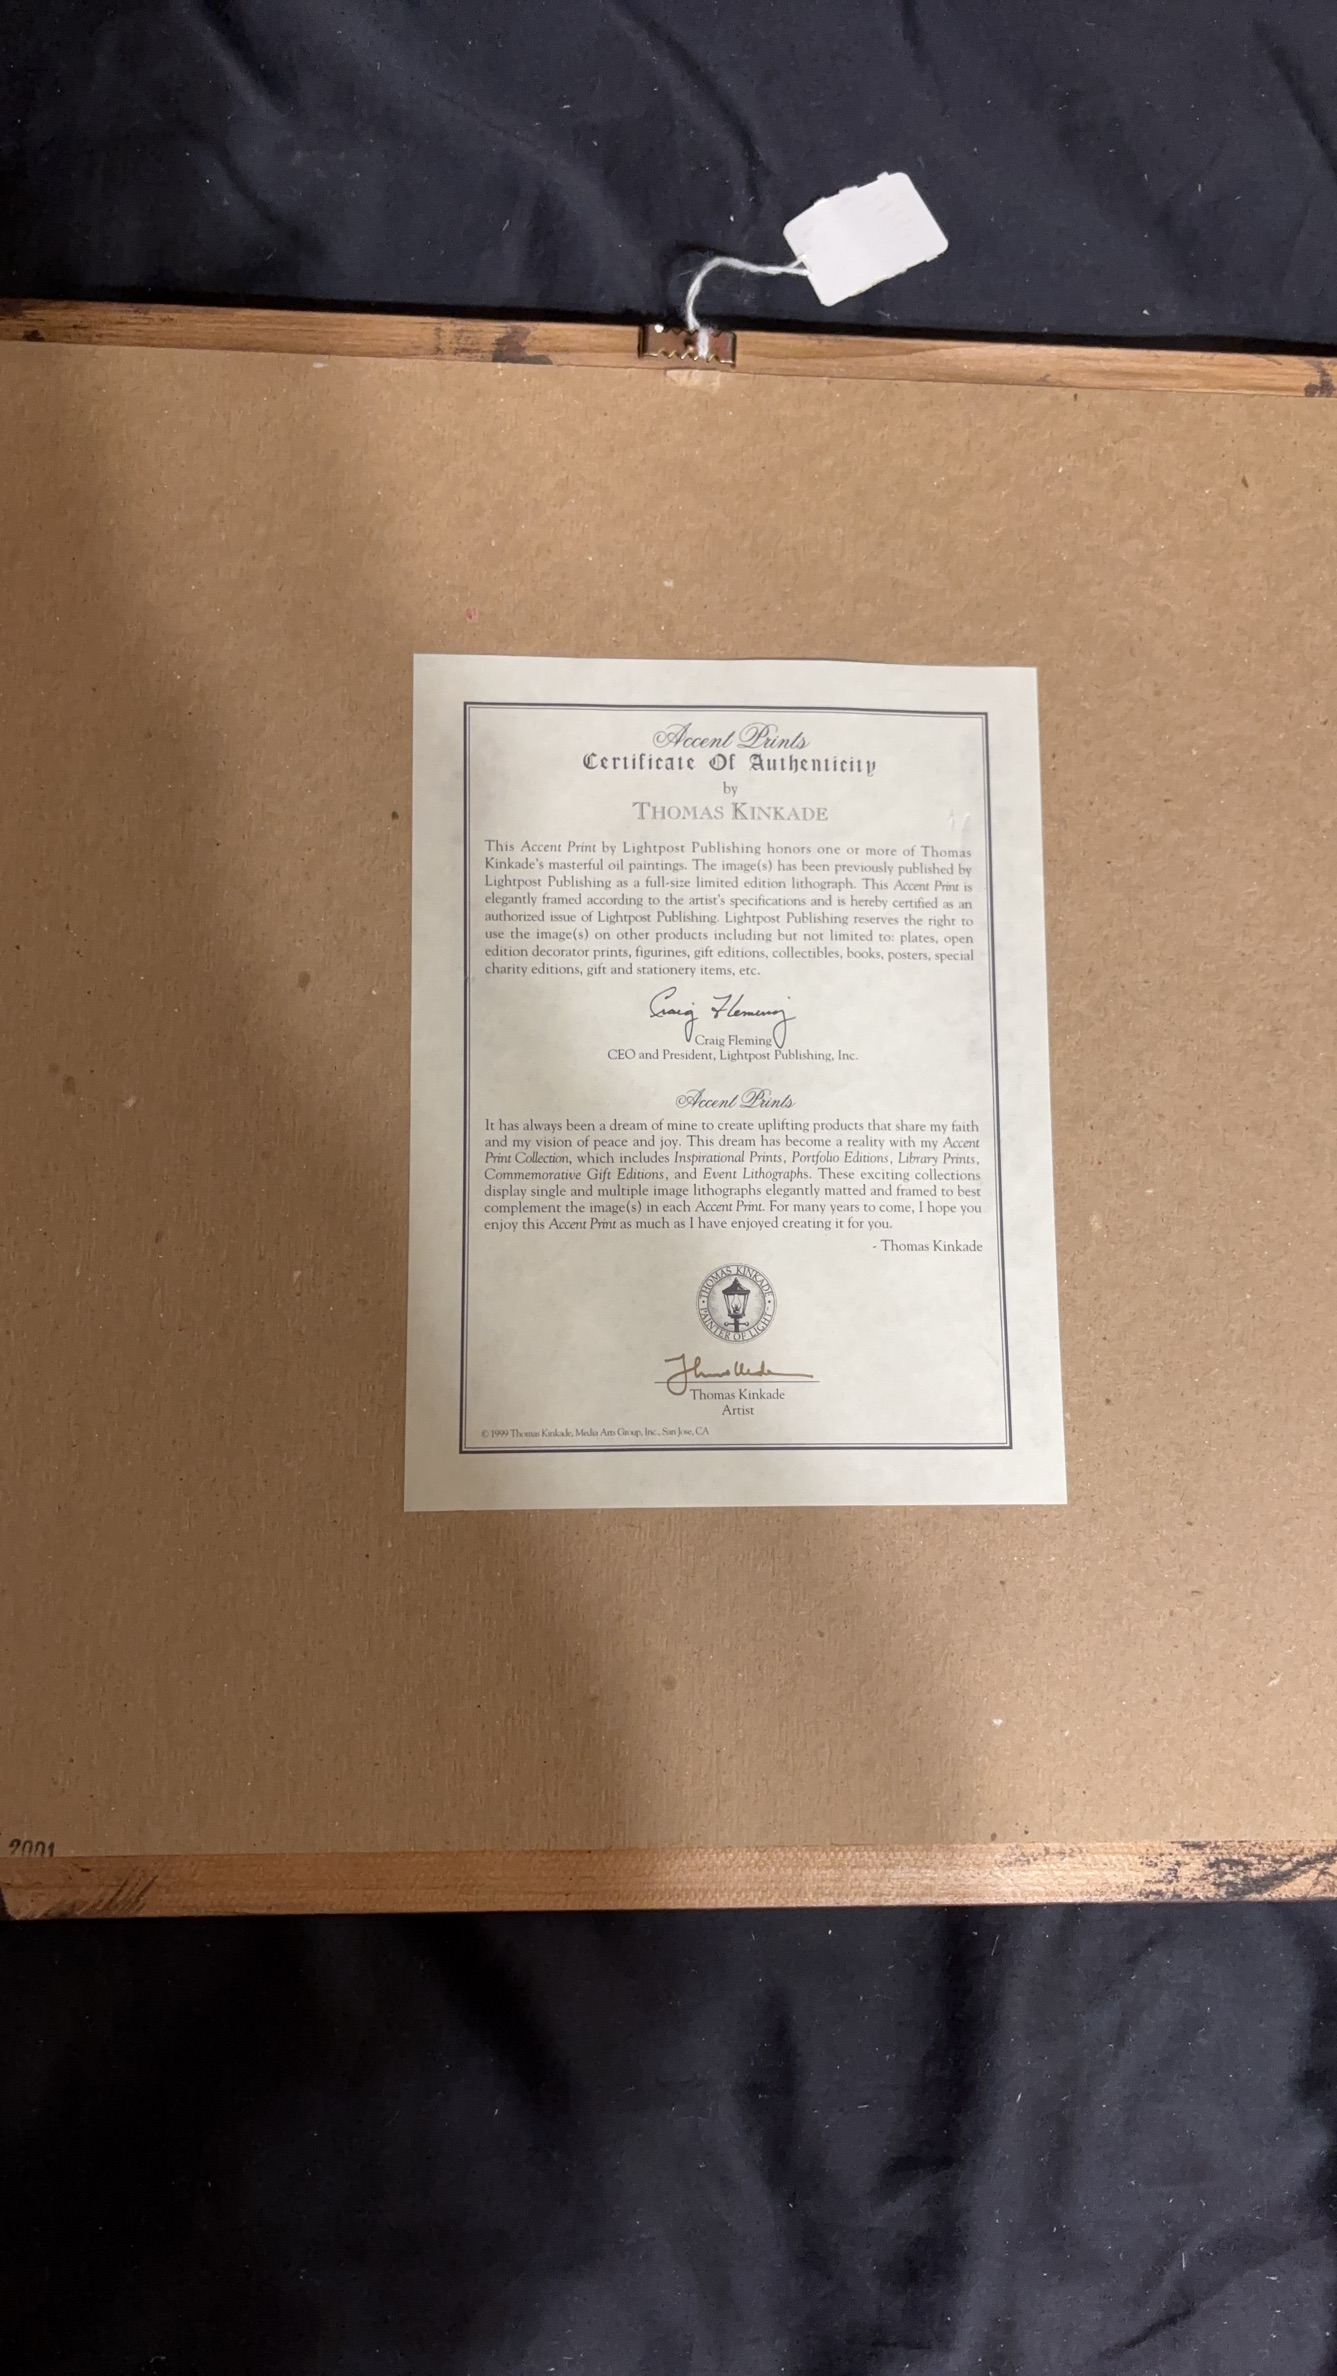 Accent Prints
Certificate Of Authenticity
by
THOMAS KINKADE
This Accent Print by Lightpost Publishing honors one or more of Thomas
Kinkade's masterful oil paintings. The image(s) has been previously published by
Lightpost Publishing as a full-size limited edition lithograph. This Accent Print is
elegantly framed according to the artist's specifications and is hereby certified as an
authorized issue of Lightpost Publishing. Lightpost Publishing reserves the right to
use the image(s) on other products including but not limited to: plates, open
edition decorator prints, figurines, gift editions, collectibles, books, posters, special
charity editions, gift and stationery items, etc.
Craig Fleming
Craig Fleming
CEO and President, Lightpost Publishing, Inc.
Accent Prints
It has always been a dream of mine to create uplifting products that share my faith
and my vision of peace and joy. This dream has become a reality with my Accent
Print Collection, which includes Inspirational Prints, Portfolio Editions, Library Prints,
Commemorative Gift Editions, and Event Lithographs. These exciting collections
display single and multiple image lithographs elegantly matted and framed to best
complement the image(s) in each Accent Print. For many years to come, I hope you
enjoy this Accent Print as much as I have enjoyed creating it for you.
- Thomas Kinkade
THOMAS KINKADE
PAINTER OF LIGHT
Thomas Kinkade
Artist
© 1999 Thomas Kinkade, Media Arts Group, Inc., San Jose, CA
2001